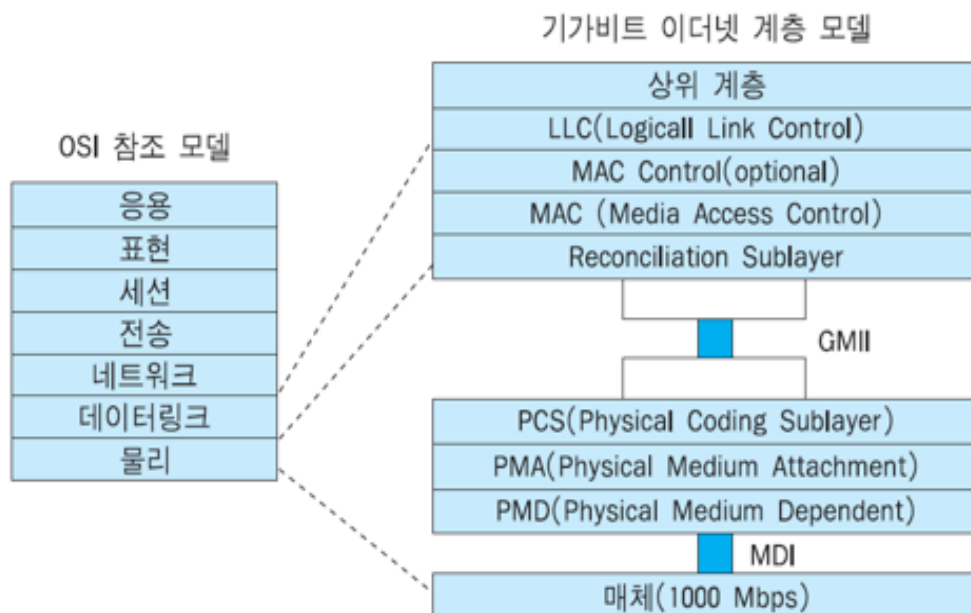 기가비트 이더넷 계층 모델
상위 계층
LLC(Logicall Link Control)
MAC Control(optional)
MAC (Media Access Control)
Reconciliation Sublayer
GMII
PCS(Physical Coding Sublayer)
PMA(Physical Medium Attachment)
PMD(Physical Medium Dependent)
MDI
매체(1000 Mbps)
OSI 참조 모델
응용
표현
세션
전송
네트워크
데이터링크
물리